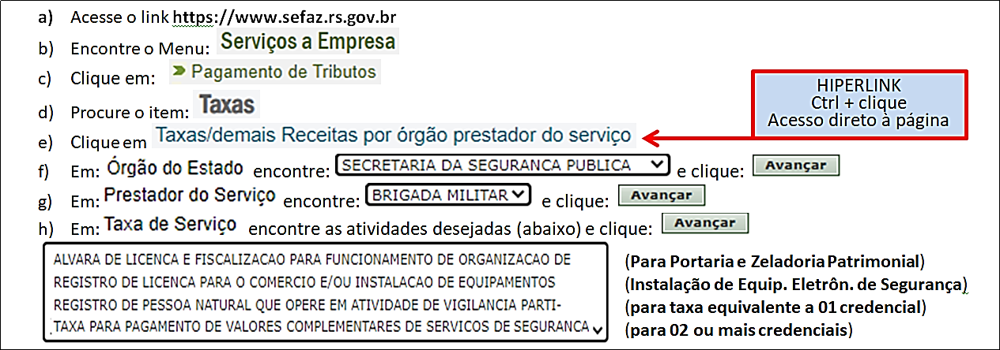 a) Acesse o link https://www.sefaz.rs.gov.br
b) Encontre o Menu: Serviços a Empresa
c) Clique em: Pagamento de Tributos
d) Procure o item: Taxas
HIPERLINK
Ctrl + clique
Acesso direto à página
e) Clique em Taxas/demais Receitas por órgão prestador do serviço
f) Em: Órgão do Estado encontre: SECRETARIA DA SEGURANCA PUBLICA e clique: Avançar
g) Em: Prestador do Serviço encontre: BRIGADA MILITAR e clique: Avançar
h) Em: Taxa de Serviço encontre as atividades desejadas (abaixo) e clique: Avançar
ALVARA DE LICENCA E FISCALIZACAO PARA FUNCIONAMENTO DE ORGANIZACAO DE (Para Portaria e Zeladoria Patrimonial)
REGISTRO DE LICENCA PARA O COMERCIO E/OU INSTALACAO DE EQUIPAMENTOS (Instalação de Equip. Eletrôn. de Segurança)
REGISTRO DE PESSOA NATURAL QUE OPERE EM ATIVIDADE DE VIGILANCIA PARTI- (para taxa equivalente a 01 credencial)
TAXA PARA PAGAMENTO DE VALORES COMPLEMENTARES DE SERVICOS DE SEGURANCA (para 02 ou mais credenciais)